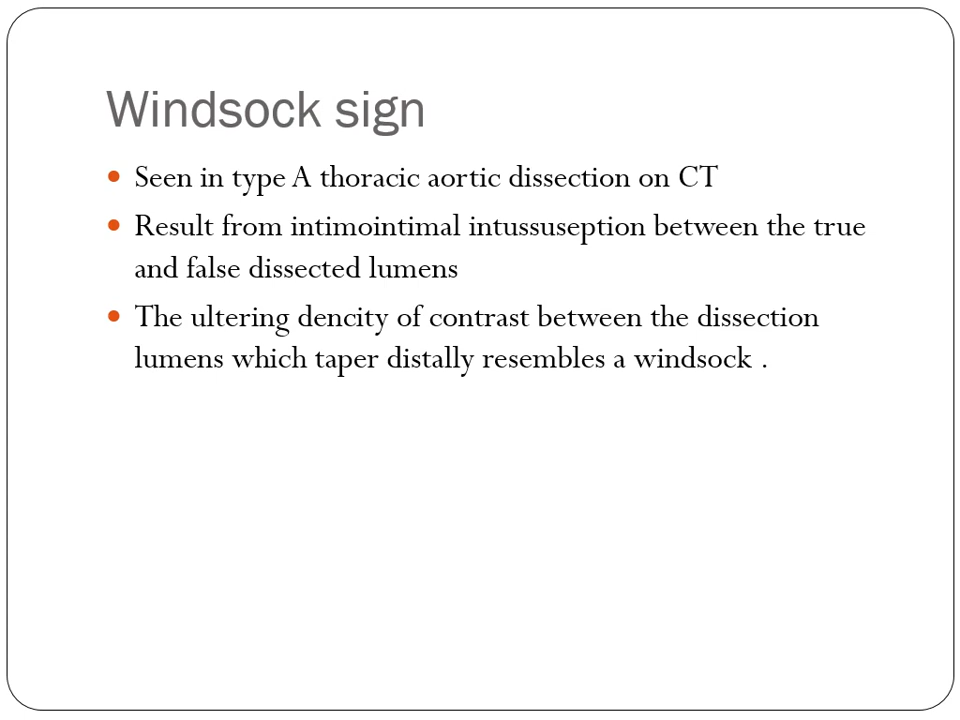 Windsock sign
• Seen in type A thoracic aortic dissection on CT
• Result from intimointimal intussuseption between the true
and false dissected lumens
• The ultering dencity of contrast between the dissection
lumens which taper distally resembles a windsock .